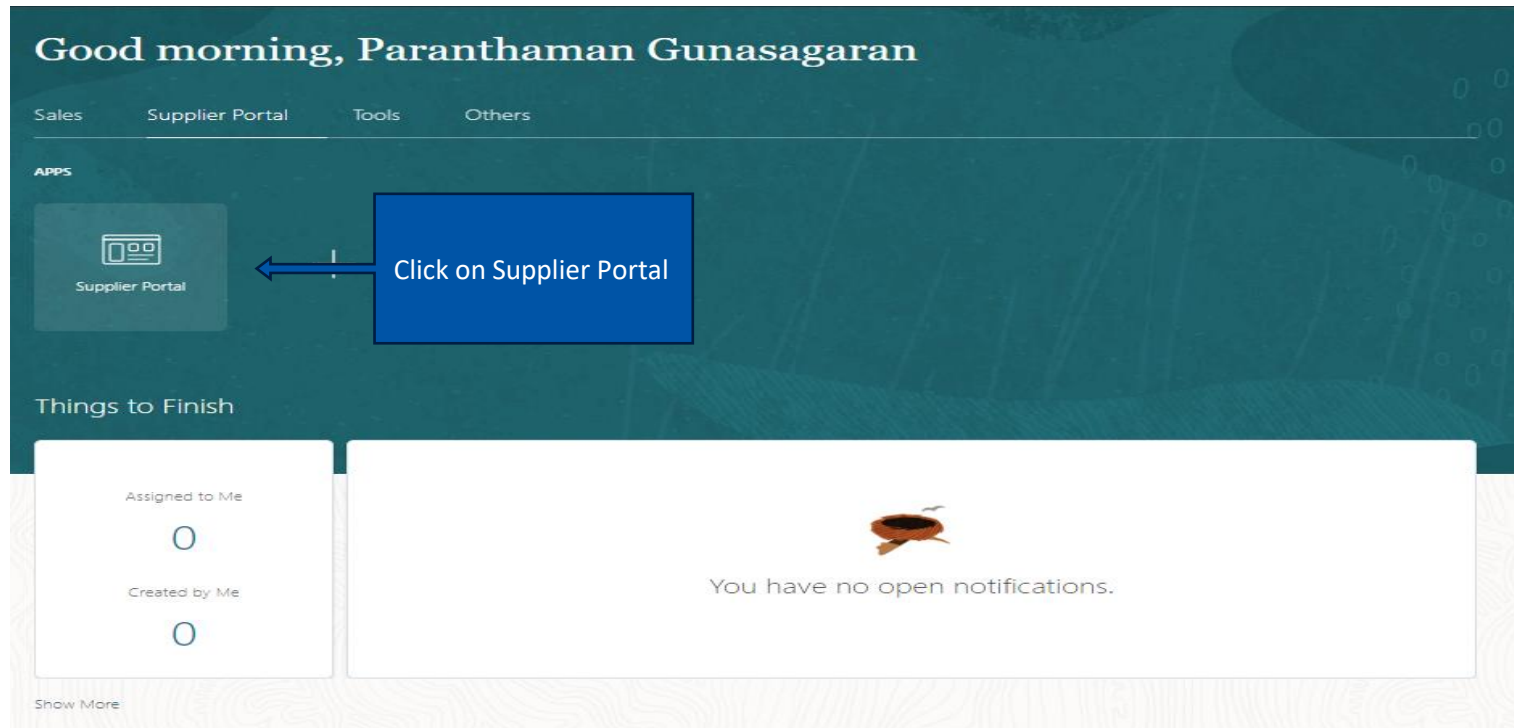 Good morning, Paranthaman Gunasagaran
Sales Supplier Portal Tools Others
APPS
Supplier Portal
Click on Supplier Portal
Things to Finish
Assigned to Me
0
Created by Me
0
You have no open notifications.
Show More